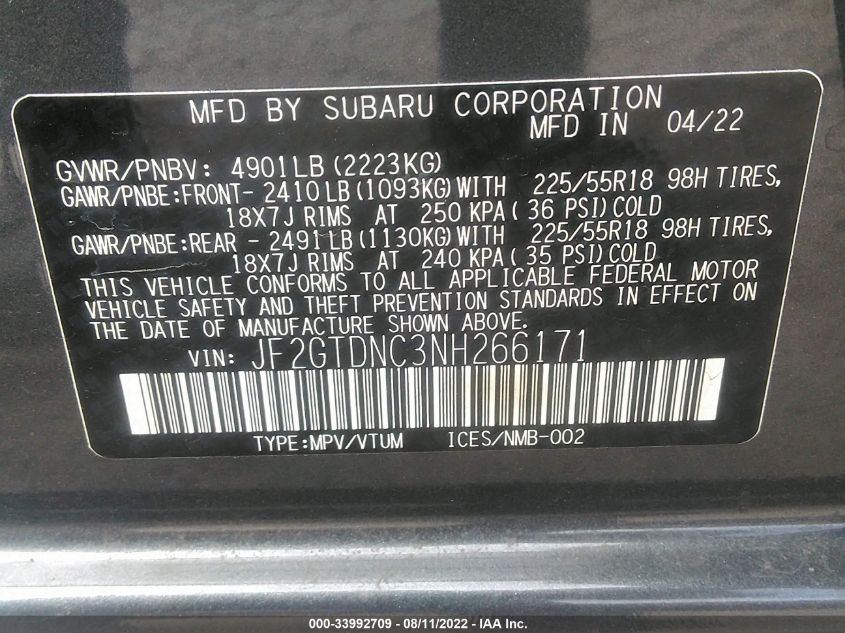 MFD BY SUBARU CORPORATION
MFD IN 04/22
GVWR/PNBV: 4901LB (2223KG)
GAWR/PNBE:FRONT- 2410 LB (1093KG) WITH 225/55R18 98H TIRES,
18X7J RIMS AT 250 KPA( 36 PSI) COLD
GAWR/PNBE:REAR - 2491 LB (1130KG) WITH 225/55R18 98H TIRES,
18X7J RIMS AT 240 KPA( 35 PSI) COLD
THIS VEHICLE CONFORMS TO ALL APPLICABLE FEDERAL MOTOR
VEHICLE SAFETY AND THEFT PREVENTION STANDARDS IN EFFECT ON
THE DATE OF MANUFACTURE SHOWN ABOVE.
VIN: JF2GTDNC3NH266171
TYPE:MPV/VTUM ICES/NMB-002
000-33992709 - 08/11/2022 - IAA Inc.